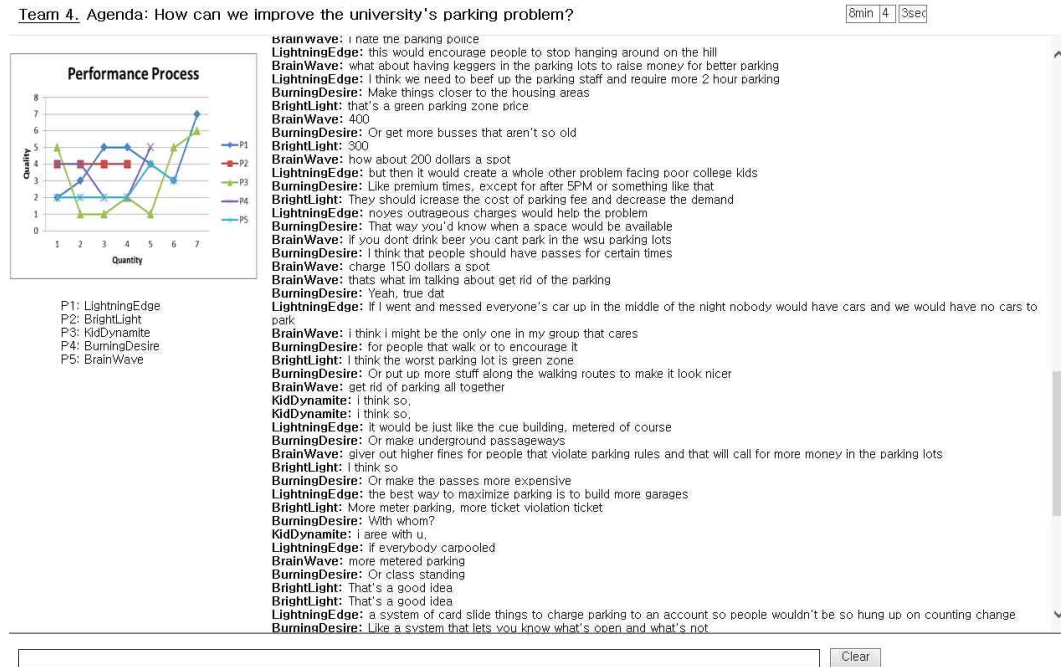 Team 4. Agenda: How can we improve the university's parking problem?
8min 4 3sec
Performance Process
8
7
6
5
4
3
2
1
0
Quality
1 2 3 4 5 6 7
Quantity
P1
P2
P3
P4
P5
P1: LightningEdge
P2: BrightLight
P3: KidDynamite
P4: BurningDesire
P5: BrainWave
BrainWave: i hate the parking police
LightningEdge: this would encourage people to stop hanging around on the hill
BrainWave: what about having keggers in the parking lots to raise money for better parking
LightningEdge: I think we need to beef up the parking staff and require more 2 hour parking
BurningDesire: Make things closer to the housing areas
BrightLight: that's a green parking zone price
BrainWave: 400
BurningDesire: Or get more busses that aren't so old
BrightLight: 300
BrainWave: how about 200 dollars a spot
LightningEdge: but then it would create a whole other problem facing poor college kids
BurningDesire: Like premium times, except for after 5PM or something like that
BrightLight: They should icrease the cost of parking fee and decrease the demand
LightningEdge: noyes outrageous charges would help the problem
BurningDesire: That way you'd know when a space would be available
BrainWave: if you dont drink beer you cant park in the wsu parking lots
BurningDesire: I think that people should have passes for certain times
BrainWave: charge 150 dollars a spot
BrainWave: thats what im talking about get rid of the parking
BurningDesire: Yeah, true dat
LightningEdge: If I went and messed everyone's car up in the middle of the night nobody would have cars and we would have no cars to
park
BrainWave: i think i might be the only one in my group that cares
BurningDesire: for people that walk or to encourage it
BrightLight: I think the worst parking lot is green zone
BurningDesire: Or put up more stuff along the walking routes to make it look nicer
BrainWave: get rid of parking all together
KidDynamite: i think so,
KidDynamite: i think so,
LightningEdge: it would be just like the cue building, metered of course
BurningDesire: Or make underground passageways
BrainWave: giver out higher fines for people that violate parking rules and that will call for more money in the parking lots
BrightLight: I think so
BurningDesire: Or make the passes more expensive
LightningEdge: the best way to maximize parking is to build more garages
BrightLight: More meter parking, more ticket violation ticket
BurningDesire: With whom?
KidDynamite: i aree with u,
LightningEdge: if everybody carpooled
BrainWave: more metered parking
BurningDesire: Or class standing
BrightLight: That's a good idea
BrightLight: That's a good idea
LightningEdge: a system of card slide things to charge parking to an account so people wouldn't be so hung up on counting change
BurningDesire: Like a system that lets you know what's open and what's not
Clear